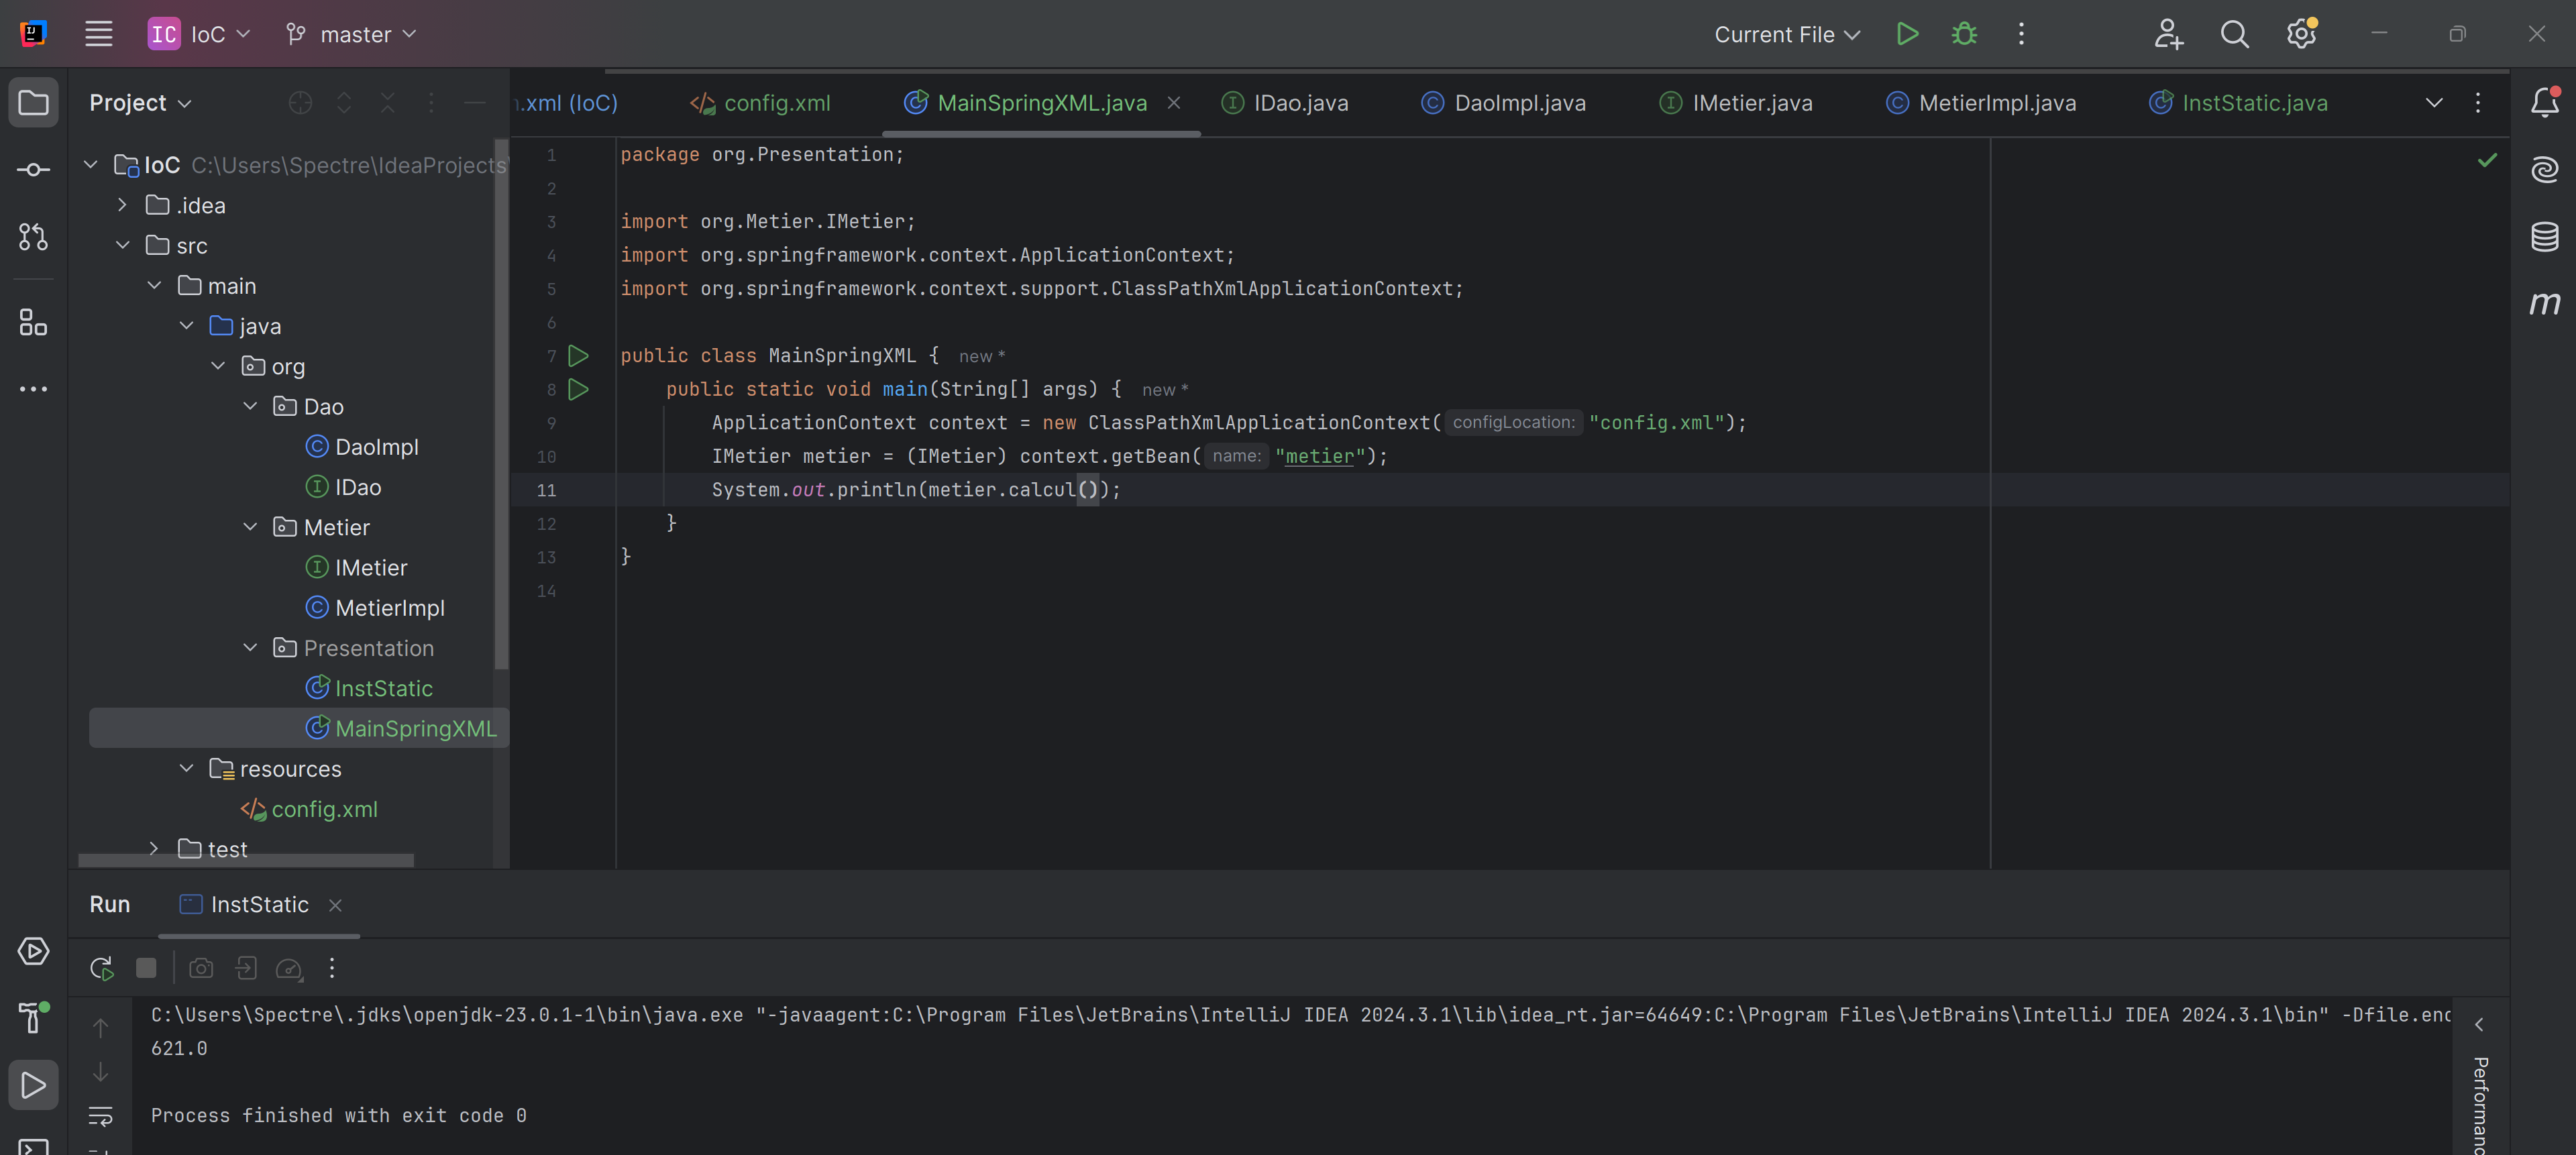 IC IoC master Current File
Project
IoC C:\Users\Spectre\IdeaProjects
.idea
src
main
java
org
Dao
DaoImpl
IDao
Metier
IMetier
MetierImpl
Presentation
InstStatic
MainSpringXML
resources
config.xml
test
.xml (IoC) config.xml MainSpringXML.java IDao.java DaoImpl.java IMetier.java MetierImpl.java InstStatic.java
1 package org.Presentation;
2
3 import org.Metier.IMetier;
4 import org.springframework.context.ApplicationContext;
5 import org.springframework.context.support.ClassPathXmlApplicationContext;
6
7 public class MainSpringXML { new *
8 public static void main(String[] args) { new *
9 ApplicationContext context = new ClassPathXmlApplicationContext( configLocation: "config.xml");
10 IMetier metier = (IMetier) context.getBean( name: "metier");
11 System.out.println(metier.calcul());
12 }
13 }
14
m
Run InstStatic
C:\Users\Spectre\.jdks\openjdk-23.0.1-1\bin\java.exe "-javaagent:C:\Program Files\JetBrains\IntelliJ IDEA 2024.3.1\lib\idea_rt.jar=64649:C:\Program Files\JetBrains\IntelliJ IDEA 2024.3.1\bin" -Dfile.enc
621.0
Process finished with exit code 0
Performanc